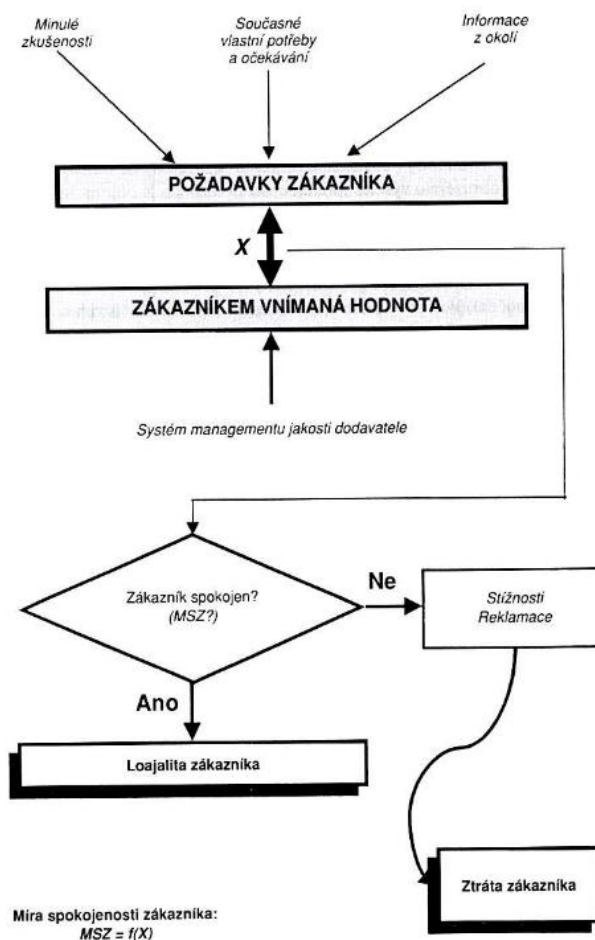 Minulé
zkušenosti
Současné
vlastní potřeby
a očekávání
Informace
z okolí
POŽADAVKY ZÁKAZNÍKA
X
ZÁKAZNÍKEM VNÍMANÁ HODNOTA
Systém managementu jakosti dodavatele
Zákazník spokojen?
(MSZ?)
Ne
Stížnosti
Reklamace
Ano
Loajalita zákazníka
Ztráta zákazníka
Míra spokojenosti zákazníka:
MSZ = f(X)